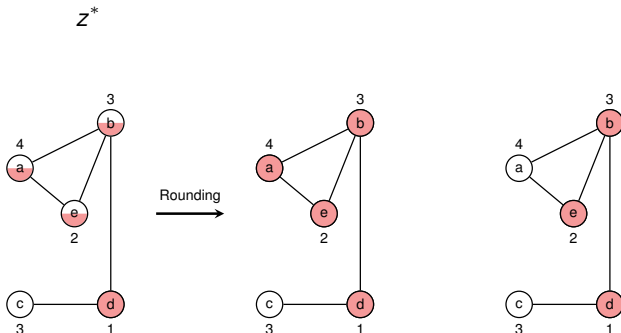 z*
3 3 3
b b b
4 4 4
a a a
Rounding
e e e
2 2 2
c d c d c d
3 1 3 1 3 1